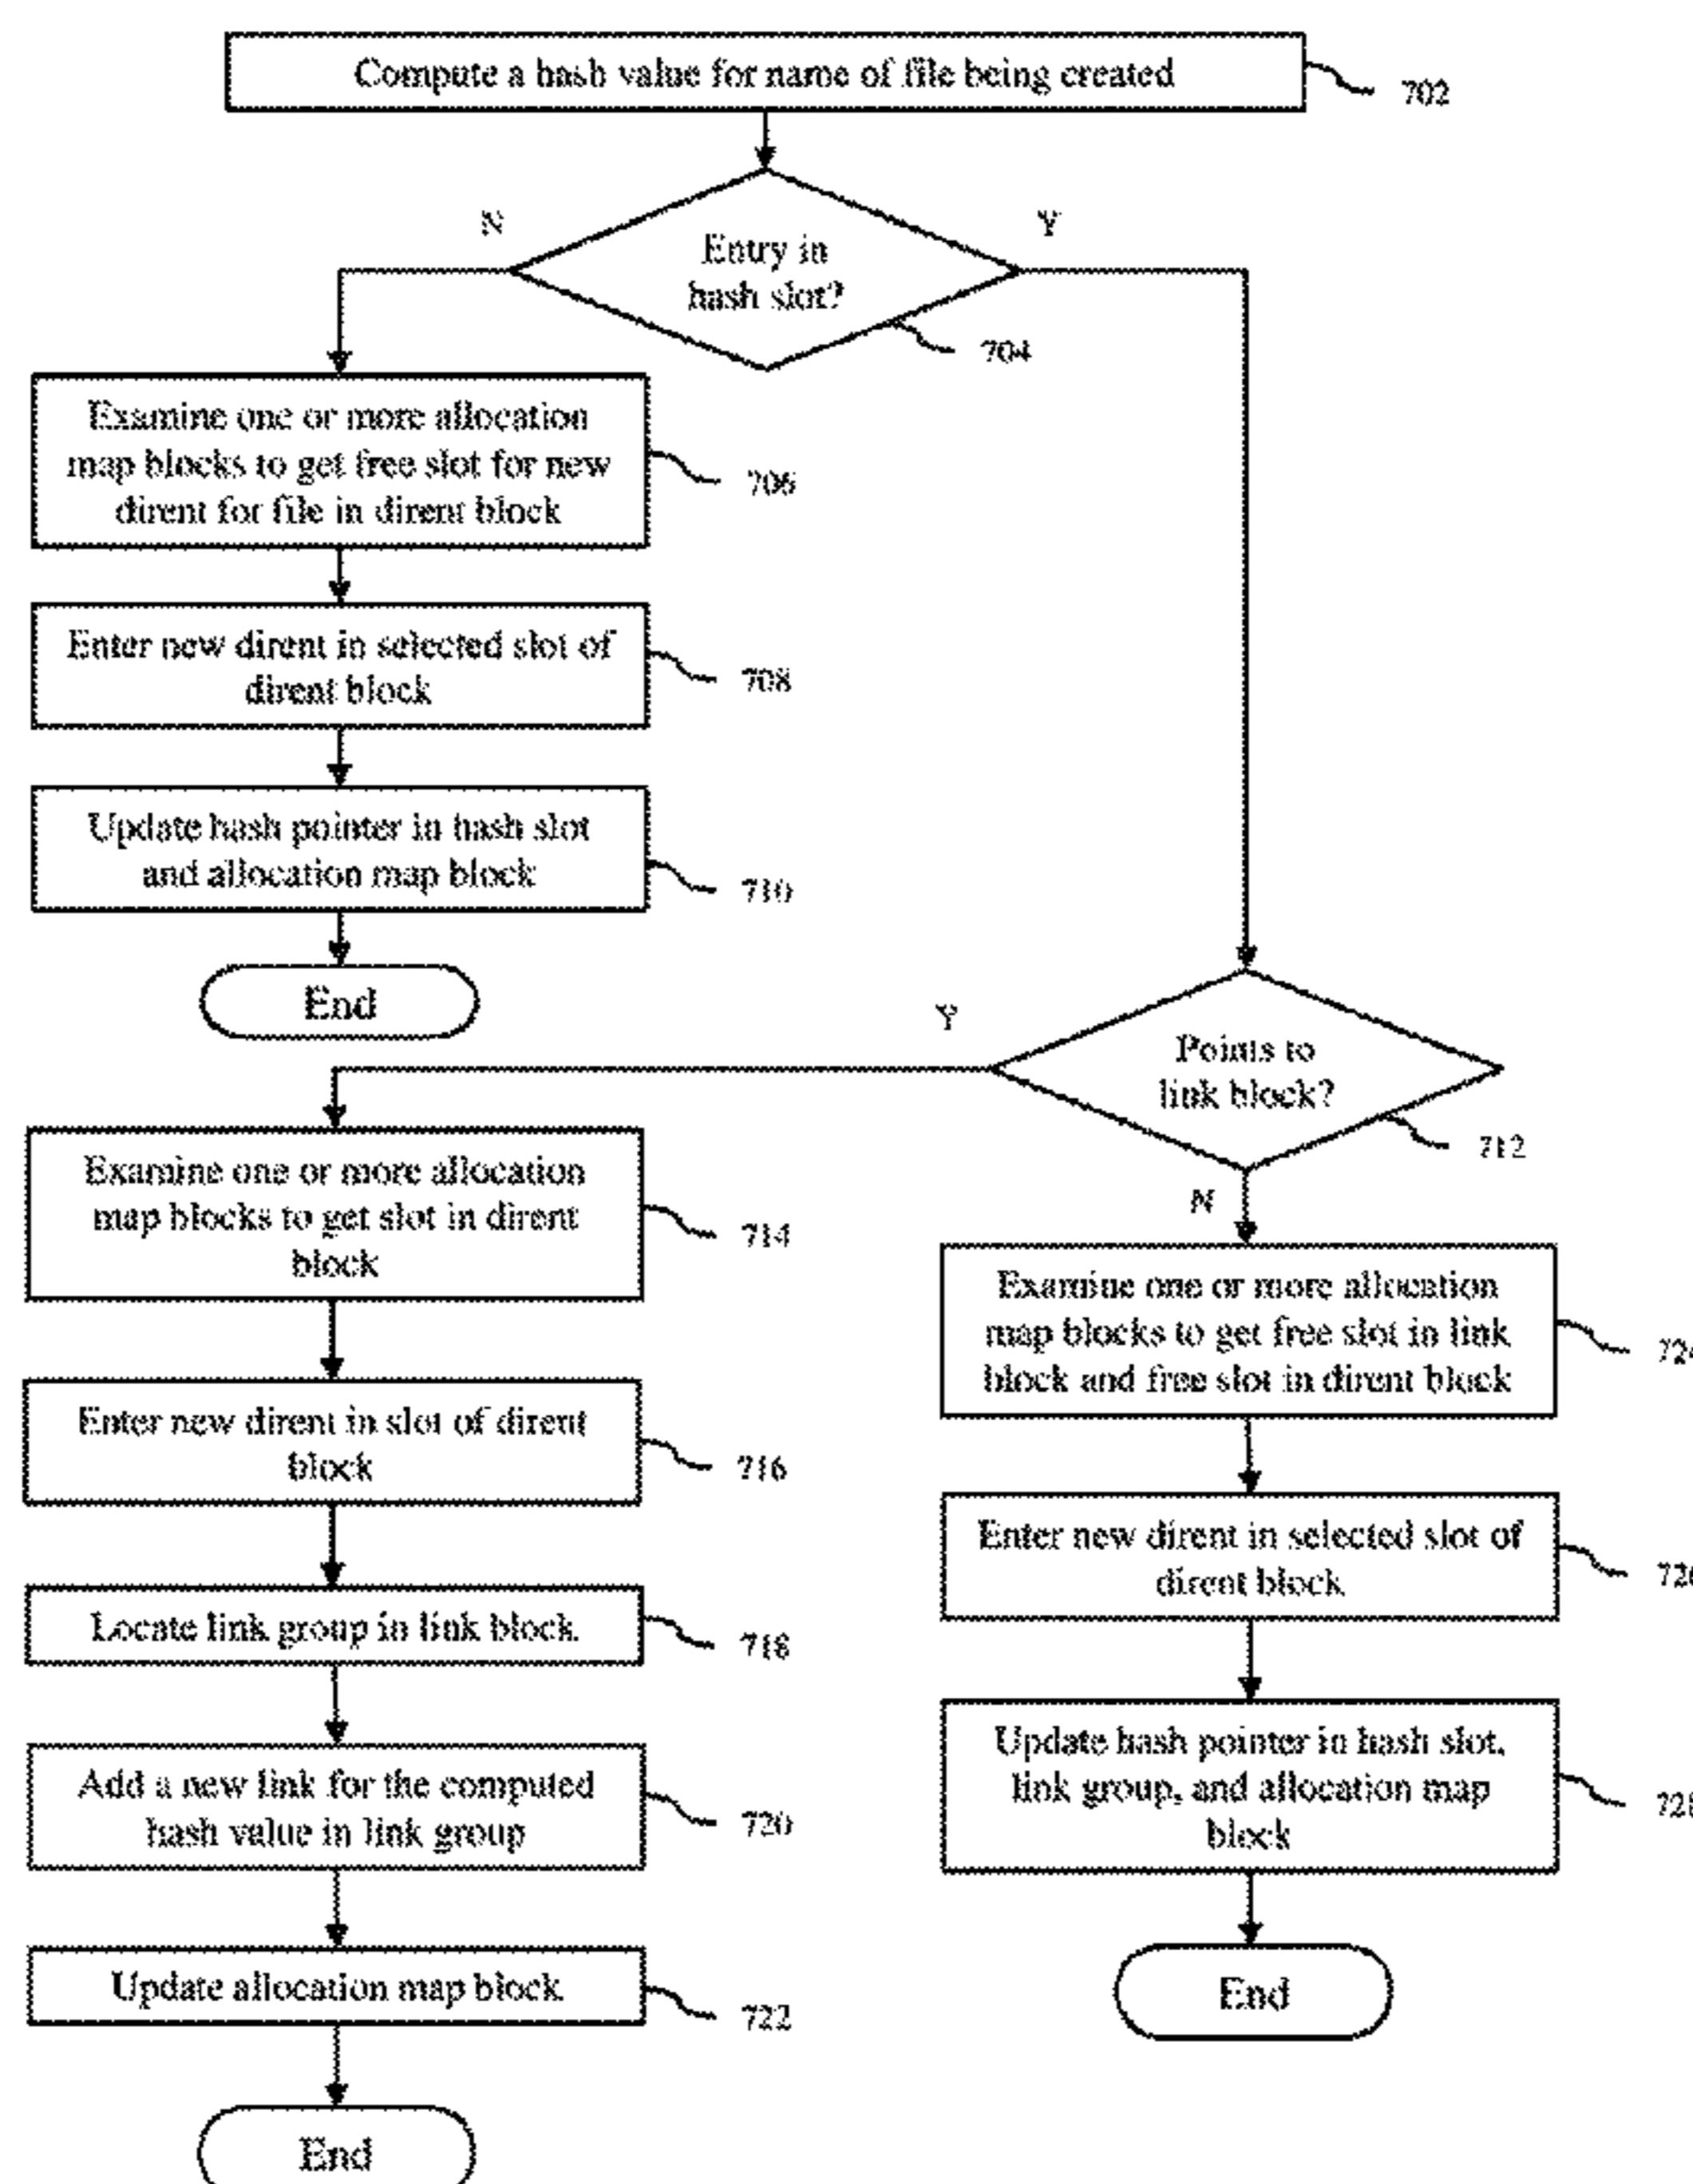 Compute a hash value for name of file being created
702
N
Y
Entry in
hash slot?
704
Examine one or more allocation
map blocks to get free slot for new
dirent for file in dirent block
706
Enter new dirent in selected slot of
dirent block
708
Update hash pointer in hash slot
and allocation map block
710
End
Y
Points to
link block?
712
N
Examine one or more allocation
map blocks to get slot in dirent
block
714
Enter new dirent in slot of dirent
block
716
Locate link group in link block.
718
Add a new link for the computed
hash value in link group
720
Update allocation map block
722
End
Examine one or more allocation
map blocks to get free slot in link
block and free slot in dirent block
Enter new dirent in selected slot of
dirent block
Update hash pointer in hash slot,
link group, and allocation map
block
End